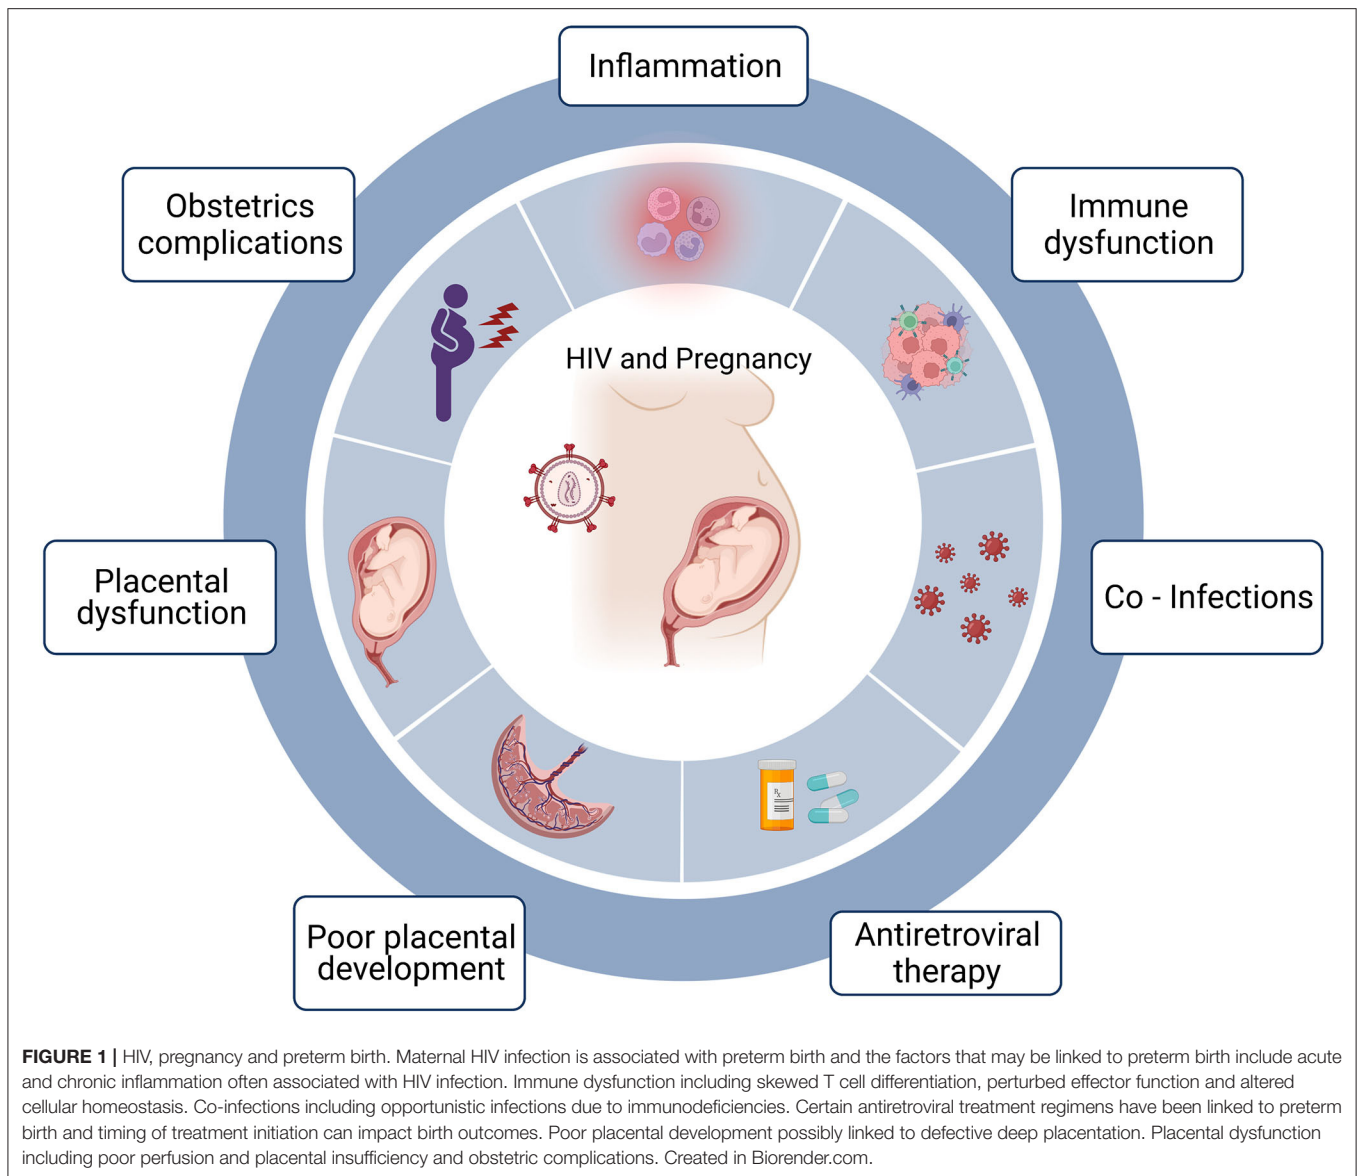 Inflammation
Obstetrics
complications
Immune
dysfunction
HIV and Pregnancy
Placental
dysfunction
Co - Infections
Rx
Poor placental
development
Antiretroviral
therapy
FIGURE 1 | HIV, pregnancy and preterm birth. Maternal HIV infection is associated with preterm birth and the factors that may be linked to preterm birth include acute
and chronic inflammation often associated with HIV infection. Immune dysfunction including skewed T cell differentiation, perturbed effector function and altered
cellular homeostasis. Co-infections including opportunistic infections due to immunodeficiencies. Certain antiretroviral treatment regimens have been linked to preterm
birth and timing of treatment initiation can impact birth outcomes. Poor placental development possibly linked to defective deep placentation. Placental dysfunction
including poor perfusion and placental insufficiency and obstetric complications. Created in Biorender.com.